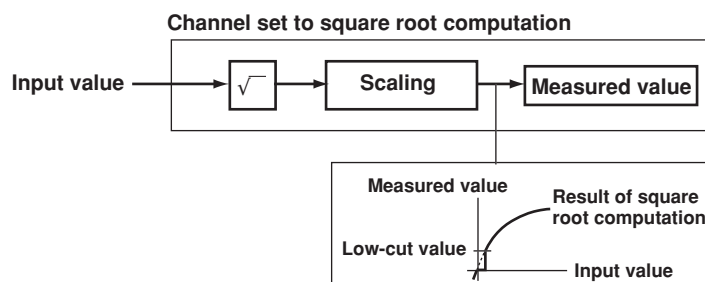 Channel set to square root computation
Input value
√
Scaling
Measured value
Measured value
Result of square
root computation
Low-cut value
Input value